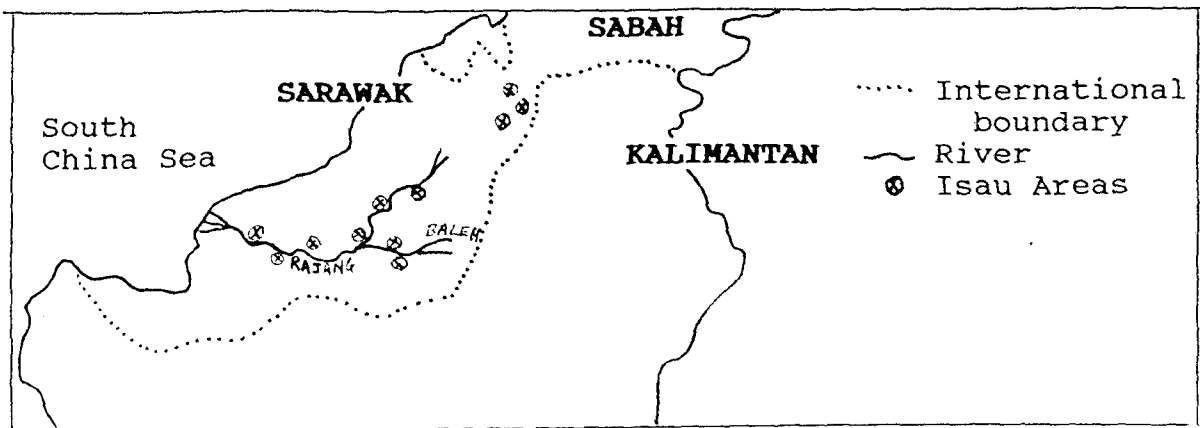 SABAH
SARAWAK
South
China Sea
KALIMANTAN
BALEH
RAJANG
International
boundary
River
Isau Areas